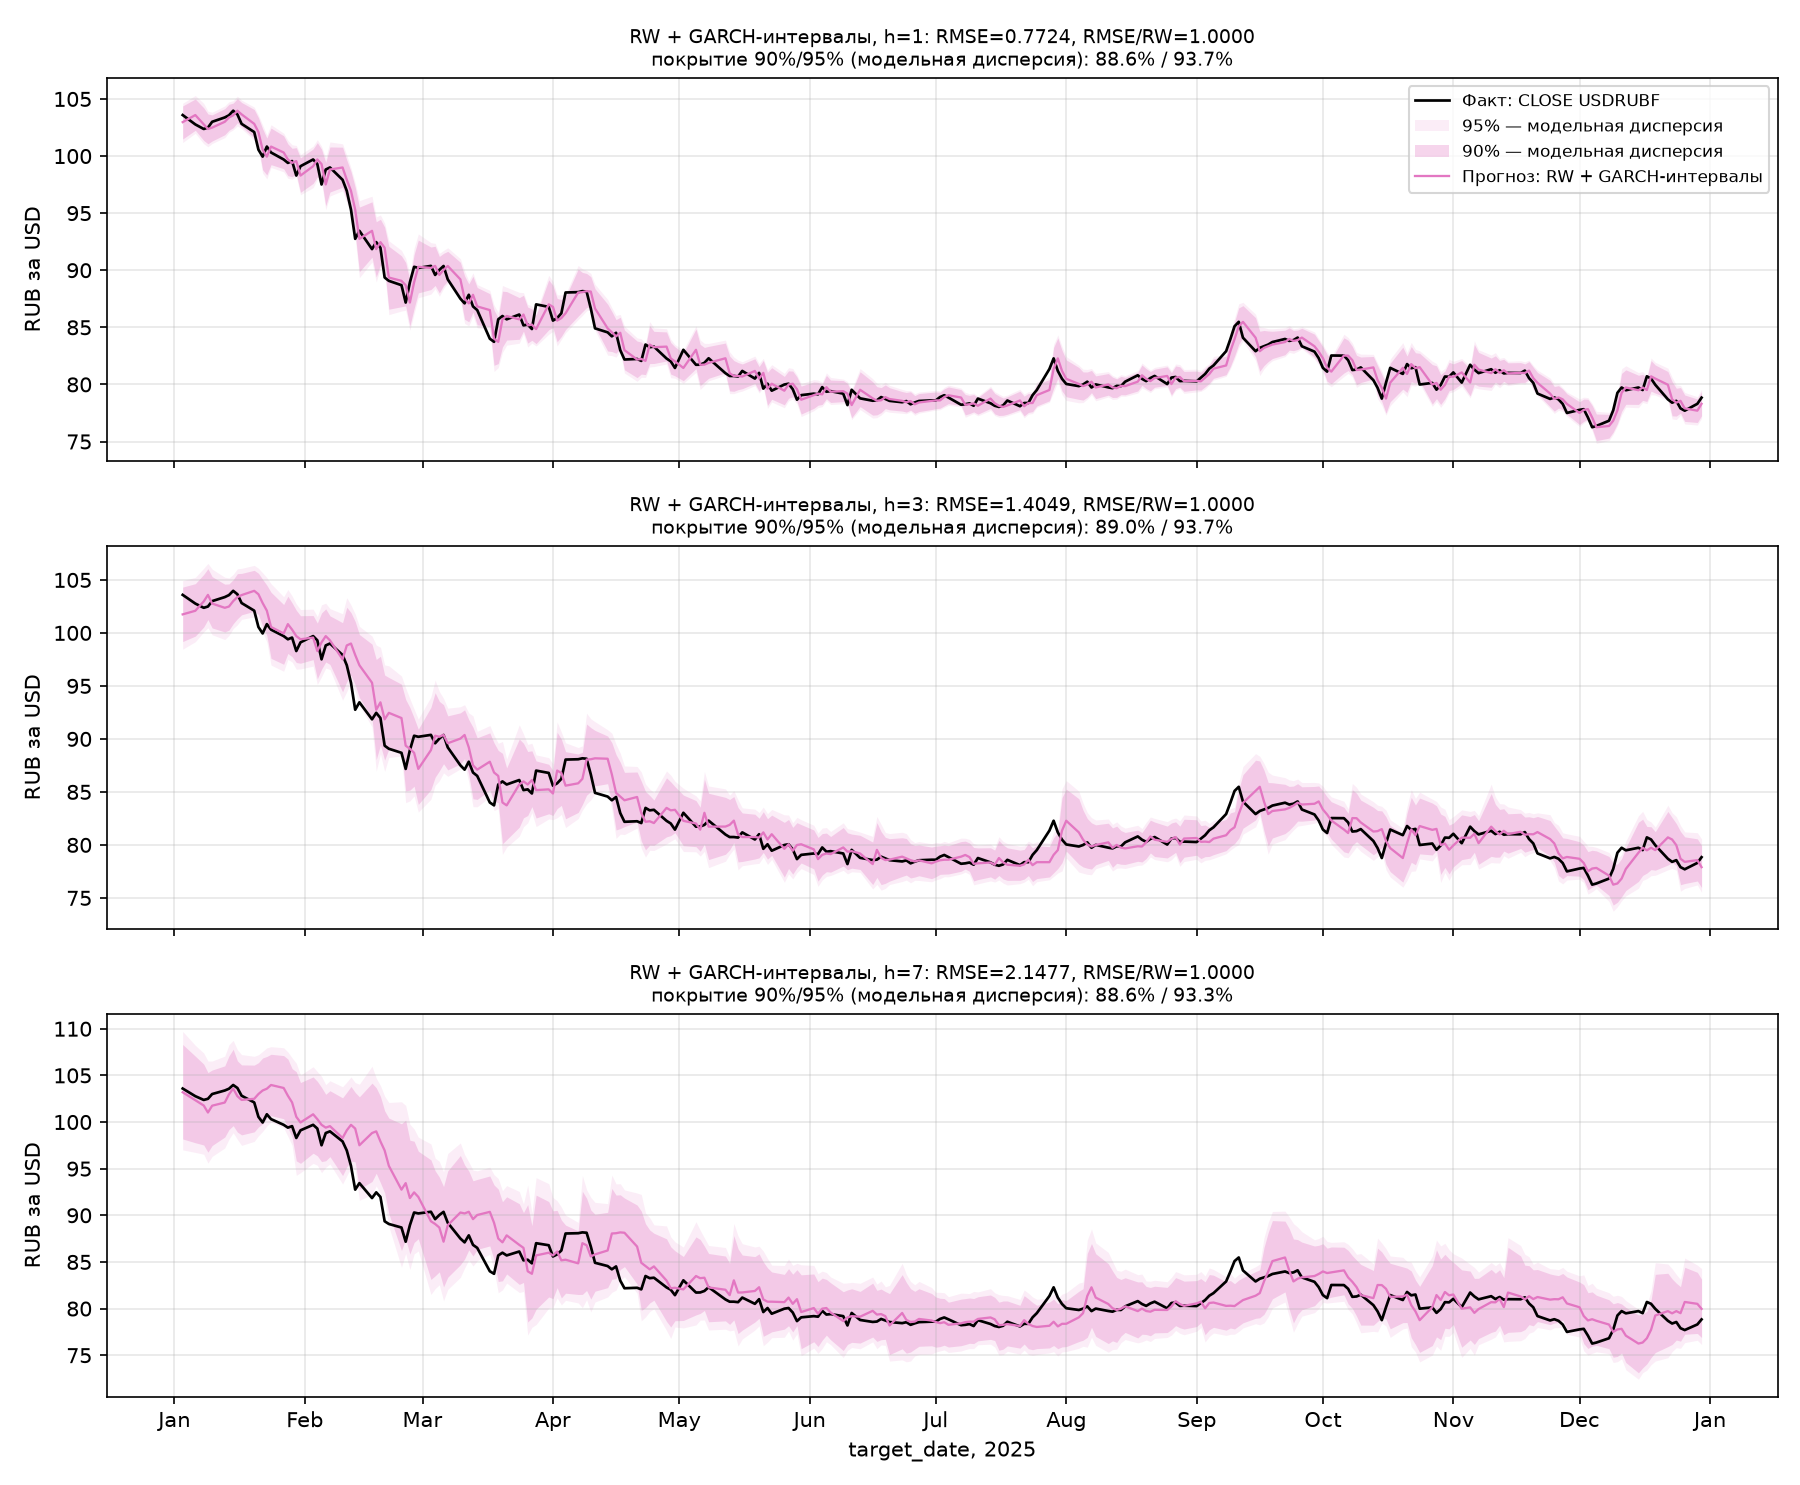 RW + GARCH-интервалы, h=1: RMSE=0.7724, RMSE/RW=1.0000
покрытие 90%/95% (модельная дисперсия): 88.6% / 93.7%
105
100
95
90
85
80
75
RUB за USD
Факт: CLOSE USDRUBF
95% — модельная дисперсия
90% — модельная дисперсия
Прогноз: RW + GARCH-интервалы
RW + GARCH-интервалы, h=3: RMSE=1.4049, RMSE/RW=1.0000
покрытие 90%/95% (модельная дисперсия): 89.0% / 93.7%
105
100
95
90
85
80
75
RUB за USD
RW + GARCH-интервалы, h=7: RMSE=2.1477, RMSE/RW=1.0000
покрытие 90%/95% (модельная дисперсия): 88.6% / 93.3%
110
105
100
95
90
85
80
75
RUB за USD
Jan Feb Mar Apr May Jun Jul Aug Sep Oct Nov Dec Jan
target_date, 2025